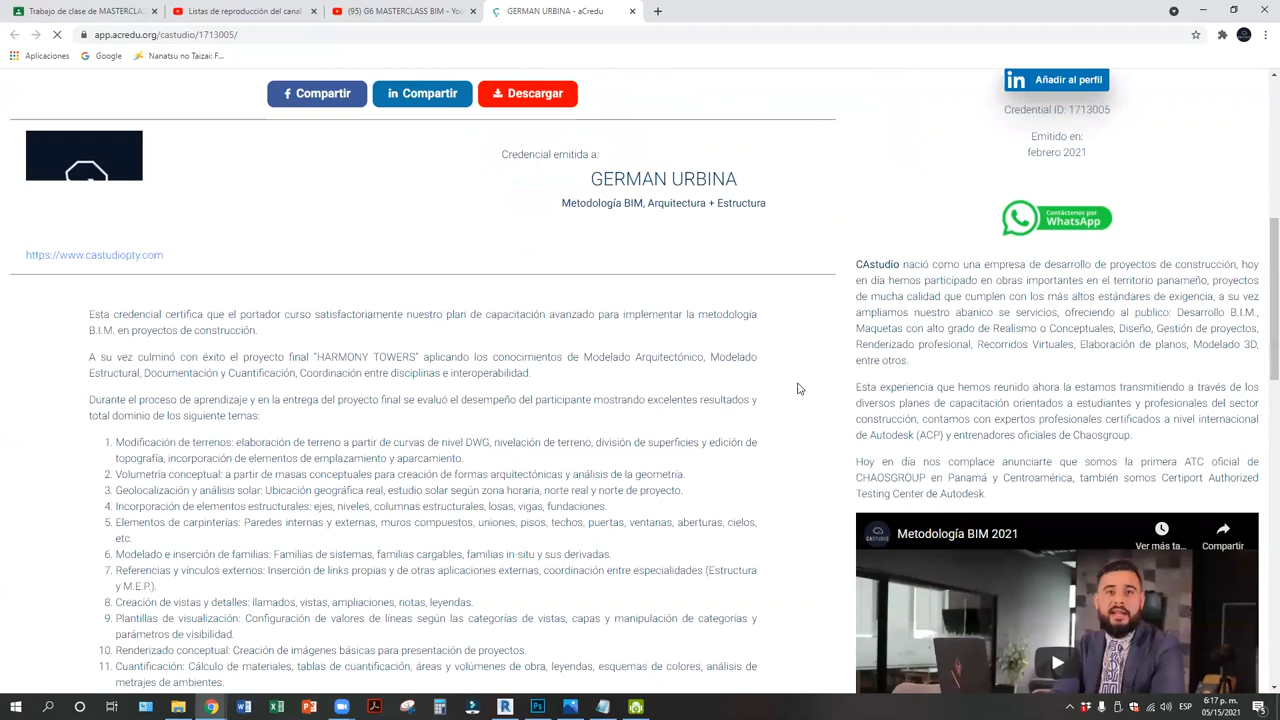 Trabajo de clase de MASTERCLA
Listas de reproducción del canal
(95) G6 MASTERCLASS BIM - You
GERMAN URBINA - aCredu
app.acredu.org/castudio/1713005/
Aplicaciones
Google
Nanatsu no Taizai: F...
Compartir
Compartir
Descargar
Credencial emitida a:
GERMAN URBINA
Metodología BIM, Arquitectura + Estructura
https://www.castudiopty.com
Esta credencial certifica que el portador curso satisfactoriamente nuestro plan de capacitación avanzado para implementar la metodología
B.I.M. en proyectos de construcción.
A su vez culminó con éxito el proyecto final "HARMONY TOWERS" aplicando los conocimientos de Modelado Arquitectónico, Modelado
Estructural, Documentación y Cuantificación, Coordinación entre disciplinas e interoperabilidad.
Durante el proceso de aprendizaje y en la entrega del proyecto final se evaluó el desempeño del participante mostrando excelentes resultados y
total dominio de los siguiente temas:
1. Modificación de terrenos: elaboración de terreno a partir de curvas de nivel DWG, nivelación de terreno, división de superficies y edición de
topografía, incorporación de elementos de emplazamiento y aparcamiento.
2. Volumetría conceptual: a partir de masas conceptuales para creación de formas arquitectónicas y análisis de la geometría.
3. Geolocalización y análisis solar: Ubicación geográfica real, estudio solar según zona horaria, norte real y norte de proyecto.
4. Incorporación de elementos estructurales: ejes, niveles, columnas estructurales, losas, vigas, fundaciones.
5. Elementos de carpinterías: Paredes internas y externas, muros compuestos, uniones, pisos, techos, puertas, ventanas, aberturas, cielos,
etc.
6. Modelado e inserción de familias: Familias de sistemas, familias cargables, familias in-situ y sus derivadas.
7. Referencias y vínculos externos: Inserción de links propias y de otras aplicaciones externas, coordinación entre especialidades (Estructura
y M.E.P.).
8. Creación de vistas y detalles: llamados, vistas, ampliaciones, notas, leyendas.
9. Plantillas de visualización: Configuración de valores de líneas según las categorías de vistas, capas y manipulación de categorías y
parámetros de visibilidad.
10. Renderizado conceptual: Creación de imágenes básicas para presentación de proyectos.
11. Cuantificación: Cálculo de materiales, tablas de cuantificación, áreas y volúmenes de obra, leyendas, esquemas de colores, análisis de
metrajes de ambientes.
in Añadir al perfil
Credential ID: 1713005
Emitido en:
febrero 2021
Contáctenos por
WhatsApp
CAstudio nació como una empresa de desarrollo de proyectos de construcción, hoy
en día hemos participado en obras importantes en el territorio panameño, proyectos
de mucha calidad que cumplen con los más altos estándares de exigencia, a su vez
ampliamos nuestro abanico se servicios, ofreciendo al publico: Desarrollo B.I.M.,
Maquetas con alto grado de Realismo o Conceptuales, Diseño, Gestión de proyectos,
Renderizado profesional, Recorridos Virtuales, Elaboración de planos, Modelado 3D,
entre otros.
Esta experiencia que hemos reunido ahora la estamos transmitiendo a través de los
diversos planes de capacitación orientados a estudiantes y profesionales del sector
construcción, contamos con expertos profesionales certificados a nivel internacional
de Autodesk (ACP) y entrenadores oficiales de Chaosgroup.
Hoy en día nos complace anunciarte que somos la primera ATC oficial de
CHAOSGROUP en Panamá y Centroamérica, también somos Certiport Authorized
Testing Center de Autodesk.
Metodología BIM 2021
Ver más ta...
Compartir
ESP
6:17 p. m.
05/15/2021